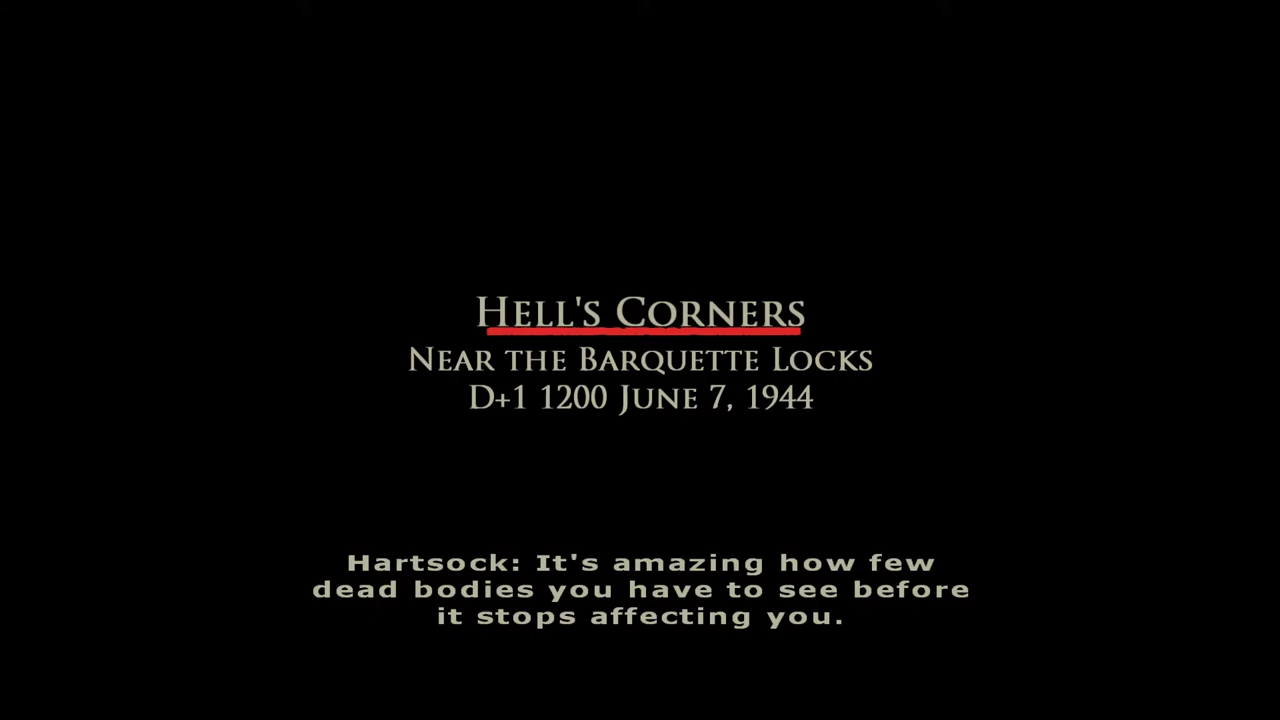 Hell's Corners
Near the Barquette Locks
D+1 1200 June 7, 1944
Hartsock: It's amazing how few
dead bodies you have to see before
it stops affecting you.